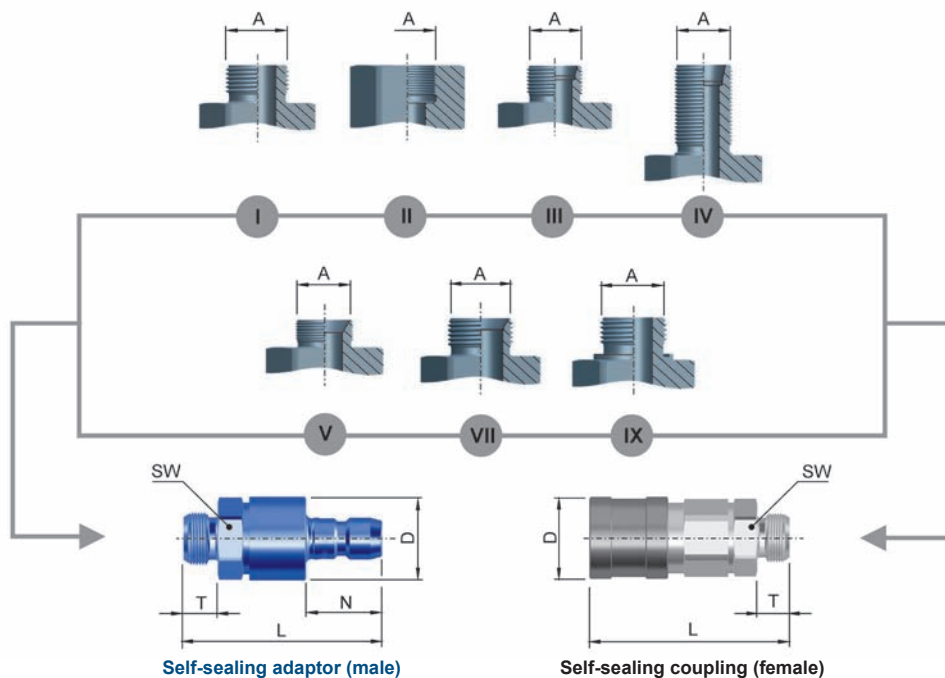 A A A A
I II III IV
A A A
V VII IX
SW SW
D D
T N T
L L
Self-sealing adaptor (male) Self-sealing coupling (female)